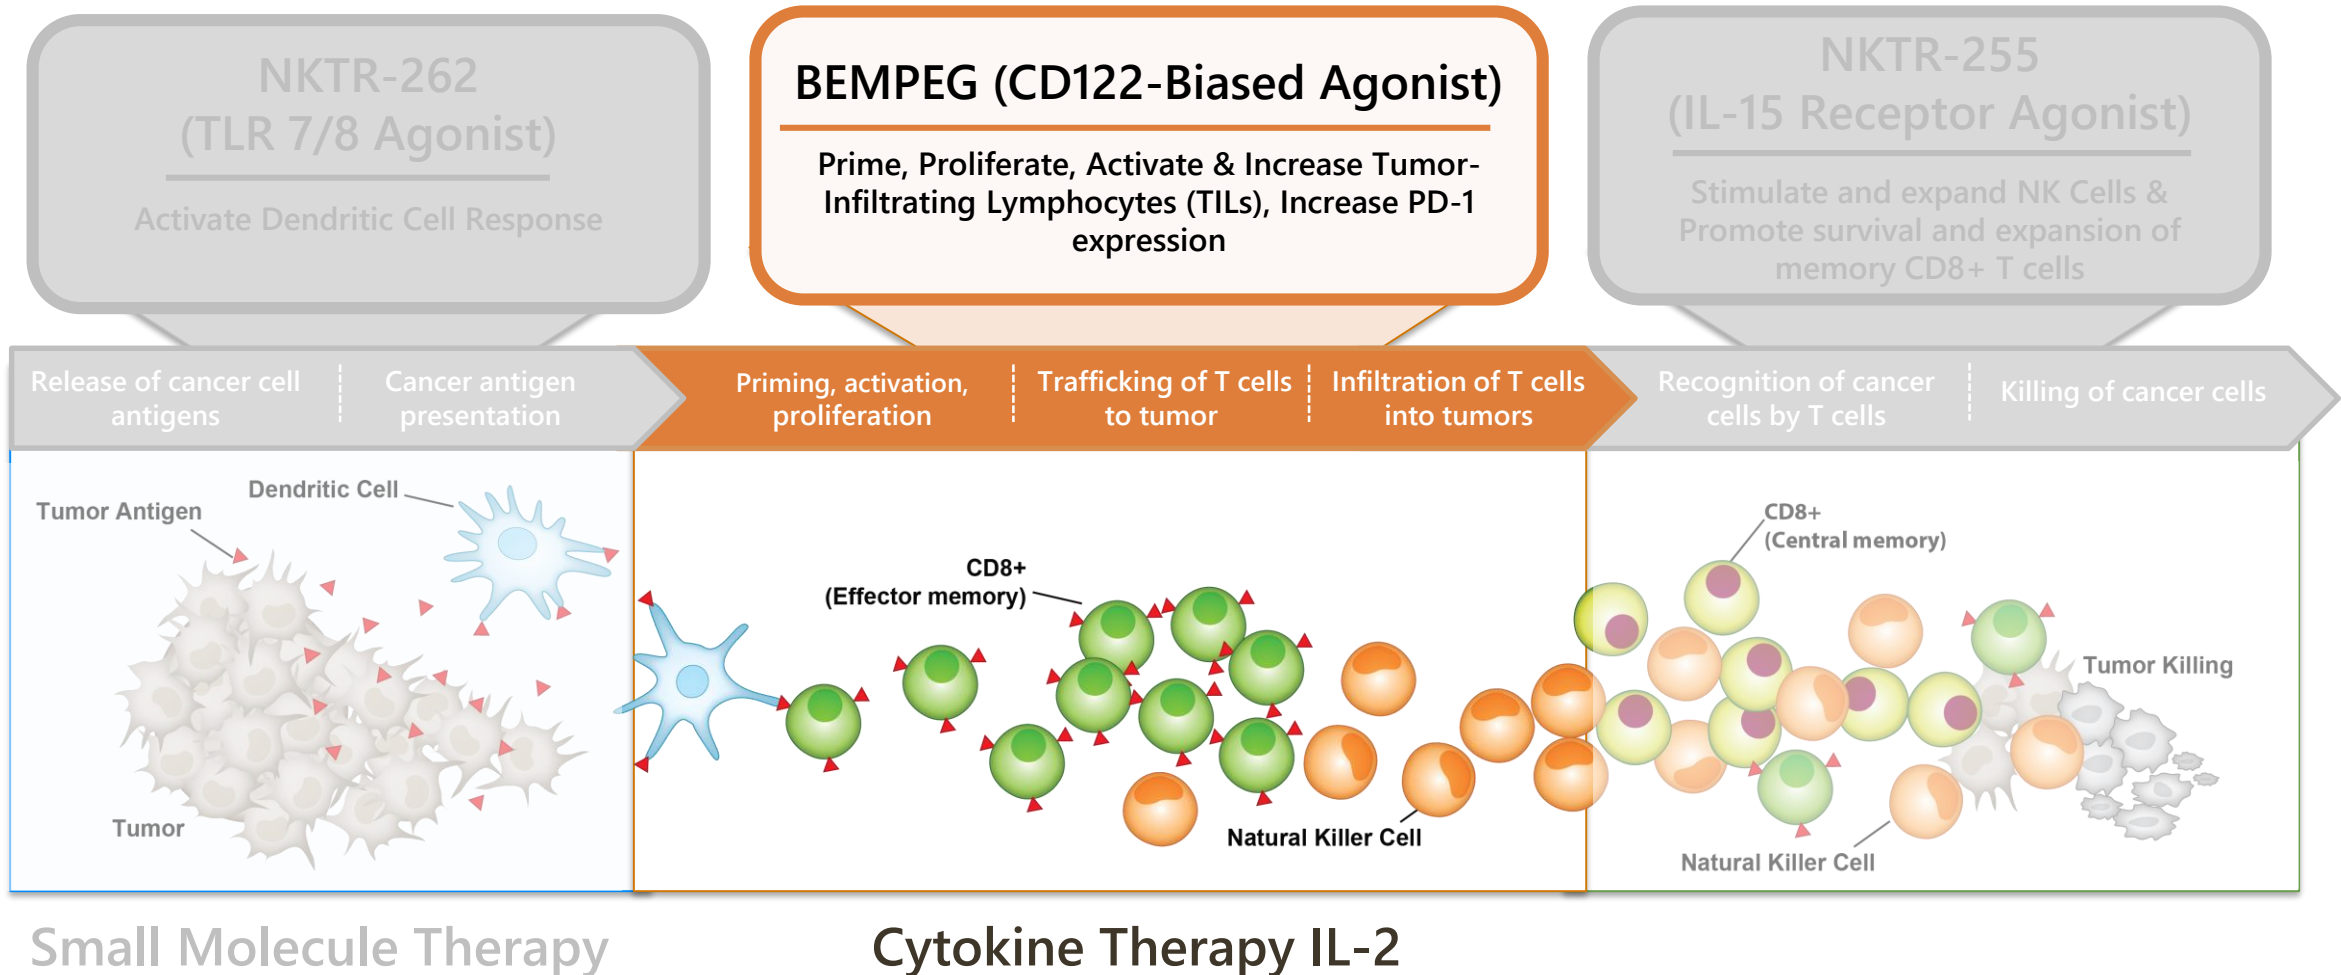 NKTR-262
(TLR 7/8 Agonist)
Activate Dendritic Cell Response
BEMPEG (CD122-Biased Agonist)
Prime, Proliferate, Activate & Increase Tumor-
Infiltrating Lymphocytes (TILs), Increase PD-1
expression
NKTR-255
(IL-15 Receptor Agonist)
Stimulate and expand NK Cells &
Promote survival and expansion of
memory CD8+ T cells
Release of cancer cell
antigens
Cancer antigen
presentation
Priming, activation,
proliferation
Trafficking of T cells
to tumor
Infiltration of T cells
into tumors
Recognition of cancer
cells by T cells
Killing of cancer cells
Dendritic Cell
Tumor Antigen
Tumor
CD8+
(Effector memory)
Natural Killer Cell
CD8+
(Central memory)
Tumor Killing
Natural Killer Cell
Small Molecule Therapy
Cytokine Therapy IL-2